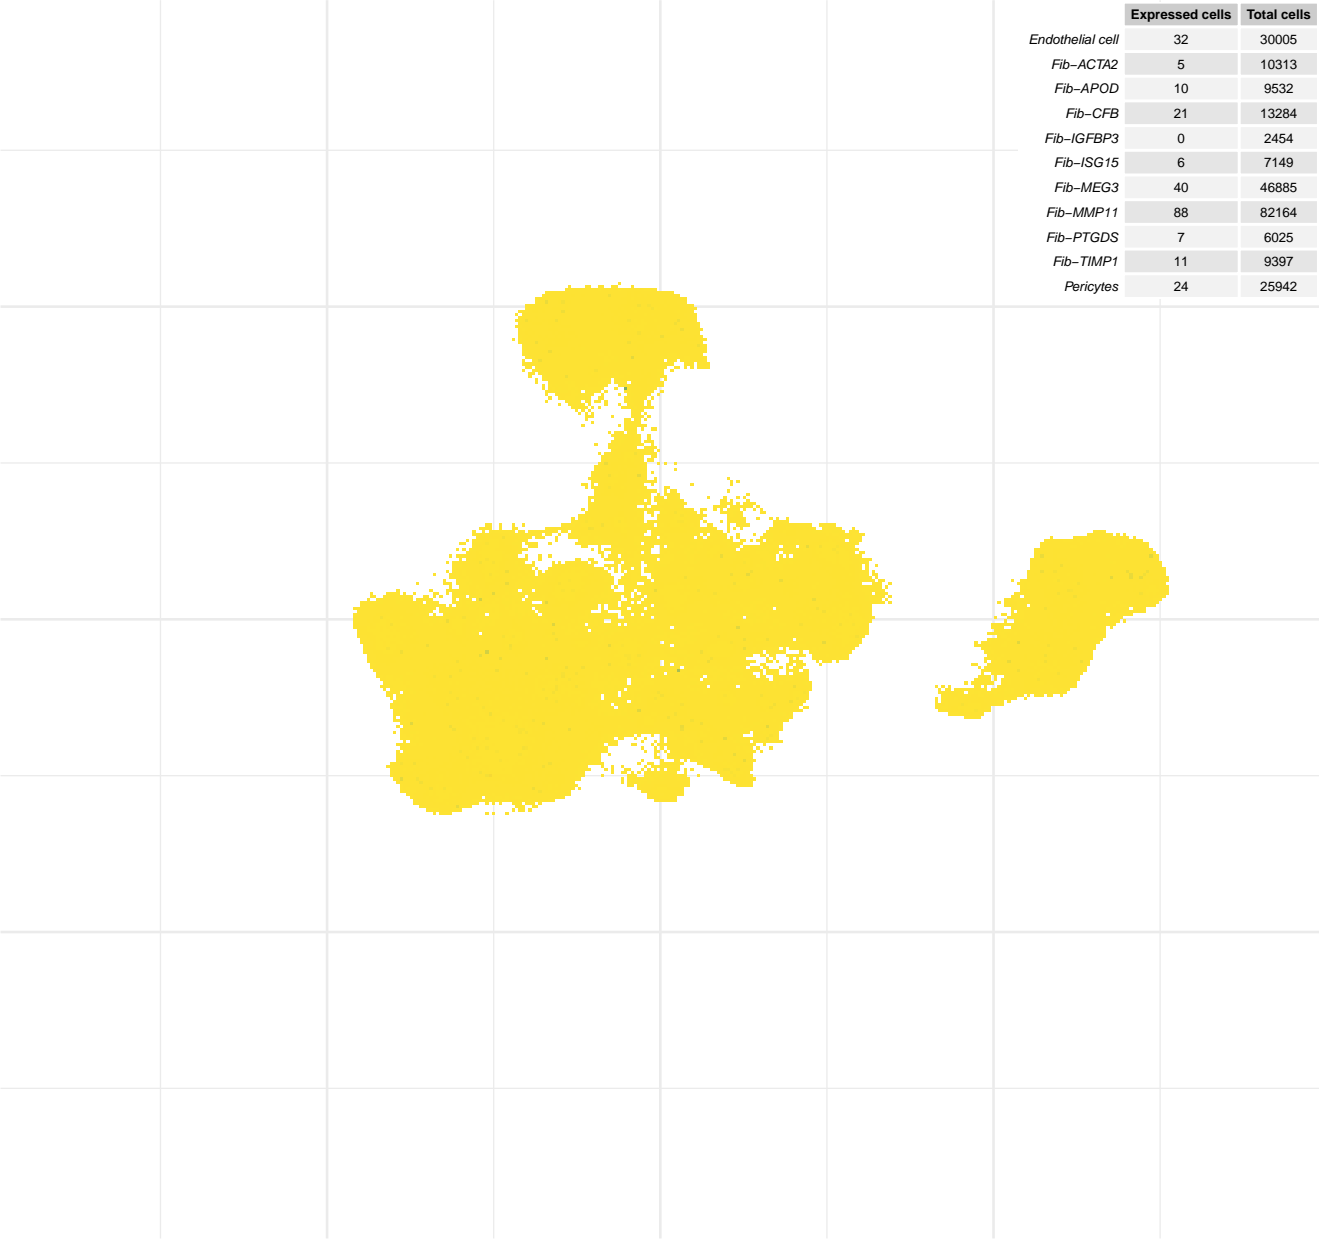 Expressed cells Total cells
Endothelial cell 32 30005
Fib−ACTA2 5 10313
Fib−APOD 10 9532
Fib−CFB 21 13284
Fib−IGFBP3 0 2454
Fib−ISG15 6 7149
Fib−MEG3 40 46885
Fib−MMP11 88 82164
Fib−PTGDS 7 6025
Fib−TIMP1 11 9397
Pericytes 24 25942